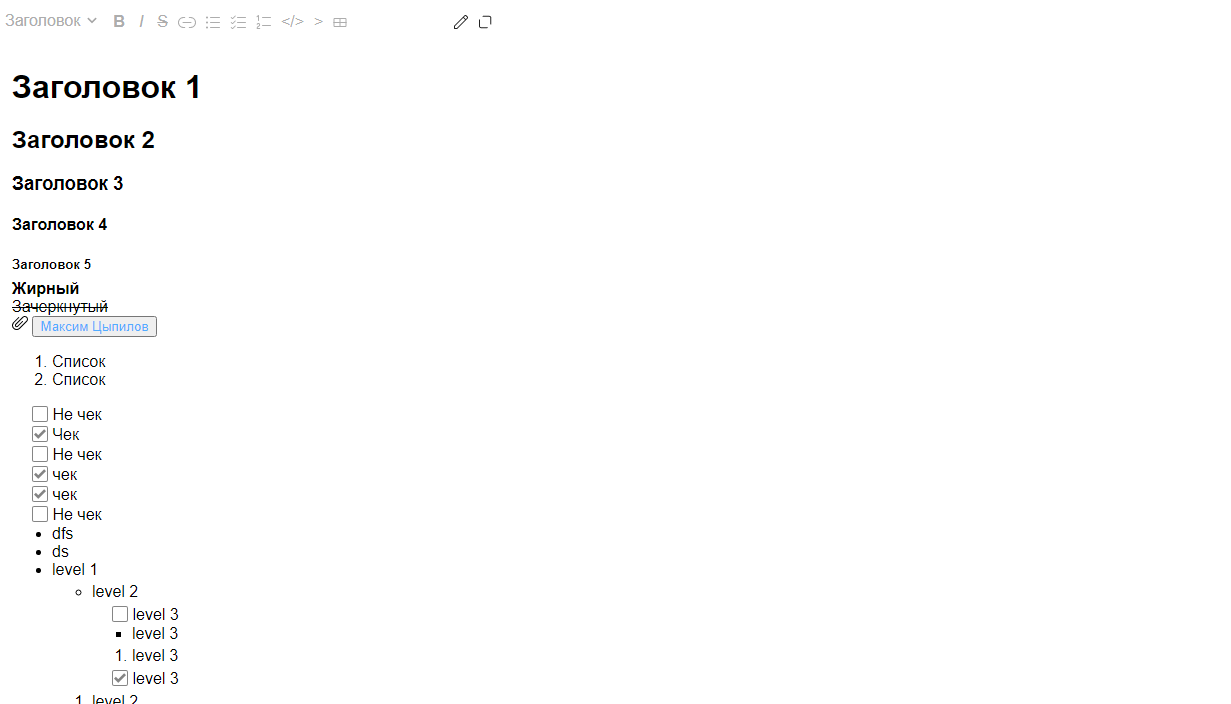 Заголовок B I S </> >
Заголовок 1
Заголовок 2
Заголовок 3
Заголовок 4
Заголовок 5
Жирный
Зачеркнутый
Максим Цыпилов
1. Список
2. Список
Не чек
Чек
Не чек
чек
чек
Не чек
dfs
ds
level 1
level 2
level 3
level 3
1. level 3
level 3
1. level 2